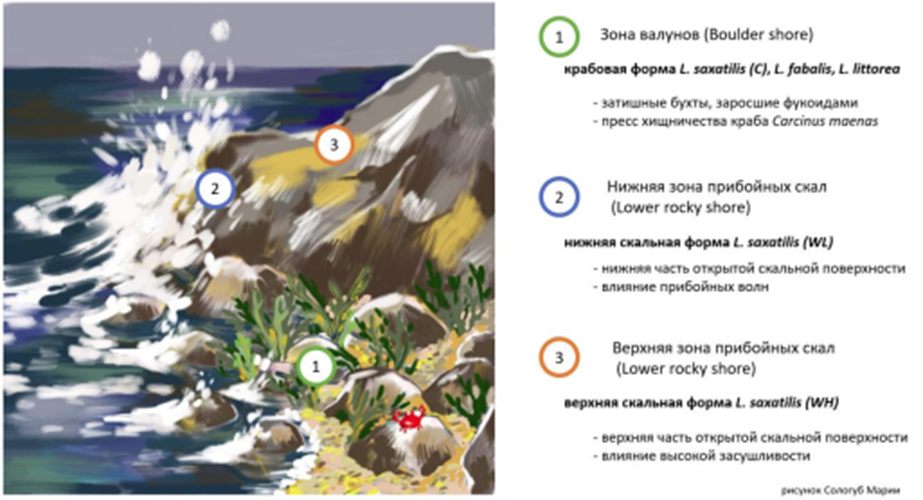 1 Зона валунов (Boulder shore)
крабовая форма L. saxatilis (C), L. fabalis, L. littorea
- затишные бухты, заросшие фукоидами
- пресс хищничества краба Carcinus maenas
2 Нижняя зона прибойных скал
(Lower rocky shore)
нижняя скальная форма L. saxatilis (WL)
- нижняя часть открытой скальной поверхности
- влияние прибойных волн
3 Верхняя зона прибойных скал
(Lower rocky shore)
верхняя скальная форма L. saxatilis (WH)
- верхняя часть открытой скальной поверхности
- влияние высокой засушливости
рисунок Сологуб Марии
3
2
1